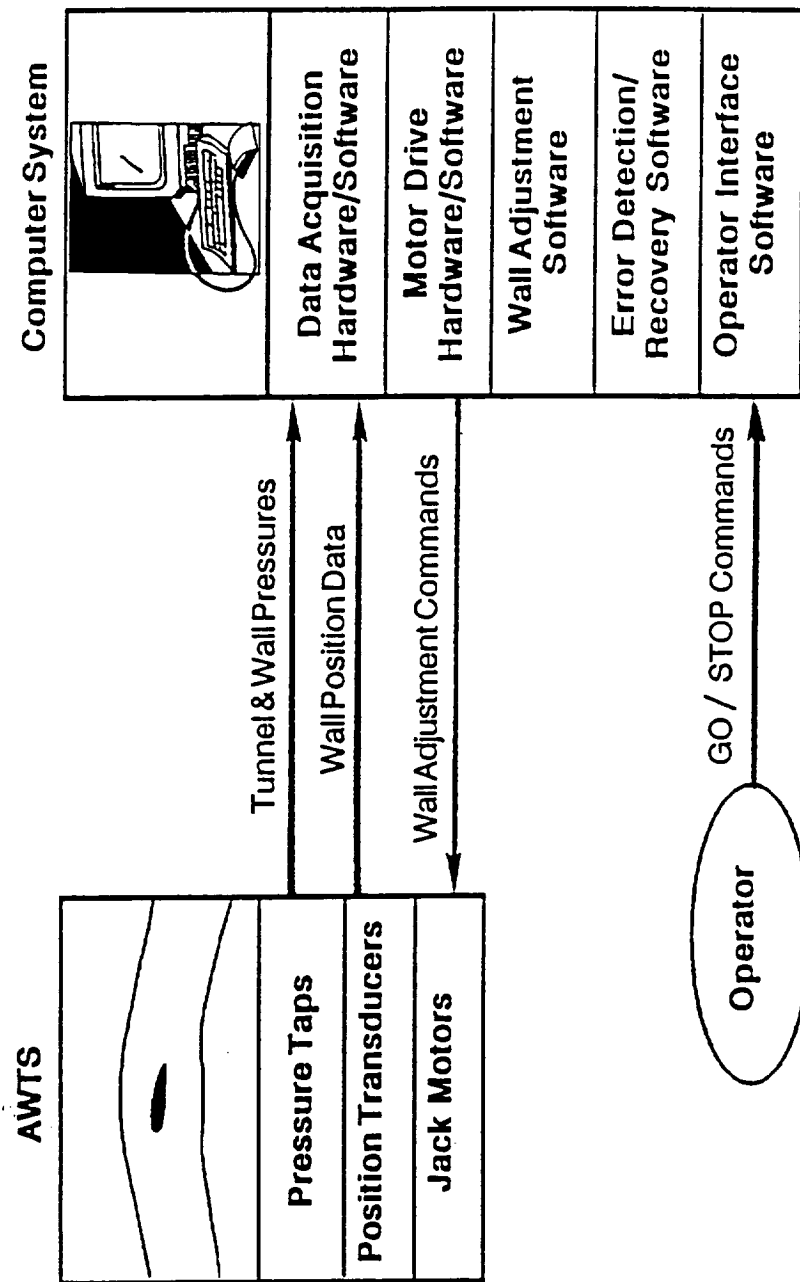 AWTS
Pressure Taps
Position Transducers
Jack Motors
Tunnel & Wall Pressures
Wall Position Data
Wall Adjustment Commands
Computer System
Data Acquisition
Hardware/Software
Motor Drive
Hardware/Software
Wall Adjustment
Software
Error Detection/
Recovery Software
Operator Interface
Software
Operator
GO / STOP Commands